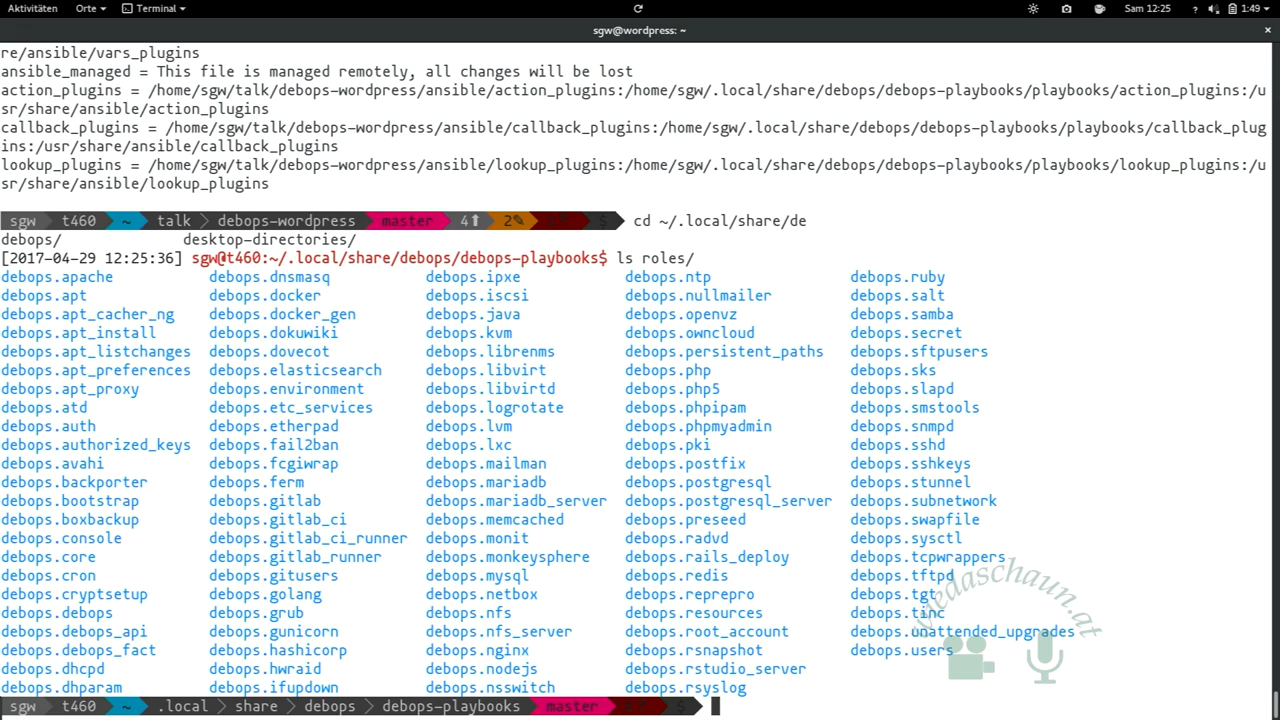 Aktivitäten Orte Terminal Sam 12:25 ? 1:49
sgw@wordpress: ~ ×
re/ansible/vars_plugins
ansible_managed = This file is managed remotely, all changes will be lost
action_plugins = /home/sgw/talk/debops-wordpress/ansible/action_plugins:/home/sgw/.local/share/debops/debops-playbooks/playbooks/action_plugins:/u
sr/share/ansible/action_plugins
callback_plugins = /home/sgw/talk/debops-wordpress/ansible/callback_plugins:/home/sgw/.local/share/debops/debops-playbooks/playbooks/callback_plug
ins:/usr/share/ansible/callback_plugins
lookup_plugins = /home/sgw/talk/debops-wordpress/ansible/lookup_plugins:/home/sgw/.local/share/debops/debops-playbooks/playbooks/lookup_plugins:/u
sr/share/ansible/lookup_plugins
sgw t460 ~ talk debops-wordpress master 4⬆ 2✎ $ cd ~/.local/share/de
debops/ desktop-directories/
[2017-04-29 12:25:36] sgw@t460:~/.local/share/debops/debops-playbooks$ ls roles/
debops.apache debops.dnsmasq debops.ipxe debops.ntp debops.ruby
debops.apt debops.docker debops.iscsi debops.nullmailer debops.salt
debops.apt_cacher_ng debops.docker_gen debops.java debops.openvz debops.samba
debops.apt_install debops.dokuwiki debops.kvm debops.owncloud debops.secret
debops.apt_listchanges debops.dovecot debops.librenms debops.persistent_paths debops.sftpusers
debops.apt_preferences debops.elasticsearch debops.libvirt debops.php debops.sks
debops.apt_proxy debops.environment debops.libvirtd debops.php5 debops.slapd
debops.atd debops.etc_services debops.logrotate debops.phpipam debops.smstools
debops.auth debops.etherpad debops.lvm debops.phpmyadmin debops.snmpd
debops.authorized_keys debops.fail2ban debops.lxc debops.pki debops.sshd
debops.avahi debops.fcgiwrap debops.mailman debops.postfix debops.sshkeys
debops.backporter debops.ferm debops.mariadb debops.postgresql debops.stunnel
debops.bootstrap debops.gitlab debops.mariadb_server debops.postgresql_server debops.subnetwork
debops.boxbackup debops.gitlab_ci debops.memcached debops.preseed debops.swapfile
debops.console debops.gitlab_ci_runner debops.monit debops.radvd debops.sysctl
debops.core debops.gitlab_runner debops.monkeysphere debops.rails_deploy debops.tcpwrappers
debops.cron debops.gitusers debops.mysql debops.redis debops.tftpd
debops.cryptsetup debops.golang debops.netbox debops.reprepro debops.tgt
debops.debops debops.grub debops.nfs debops.resources debops.tinc
debops.debops_api debops.gunicorn debops.nfs_server debops.root_account debops.unattended_upgrades
debops.debops_fact debops.hashicorp debops.nginx debops.rsnapshot debops.users
debops.dhcpd debops.hwraid debops.nodejs debops.rstudio_server
debops.dhparam debops.ifupdown debops.nsswitch debops.rsyslog
sgw t460 ~ .local share debops debops-playbooks master $